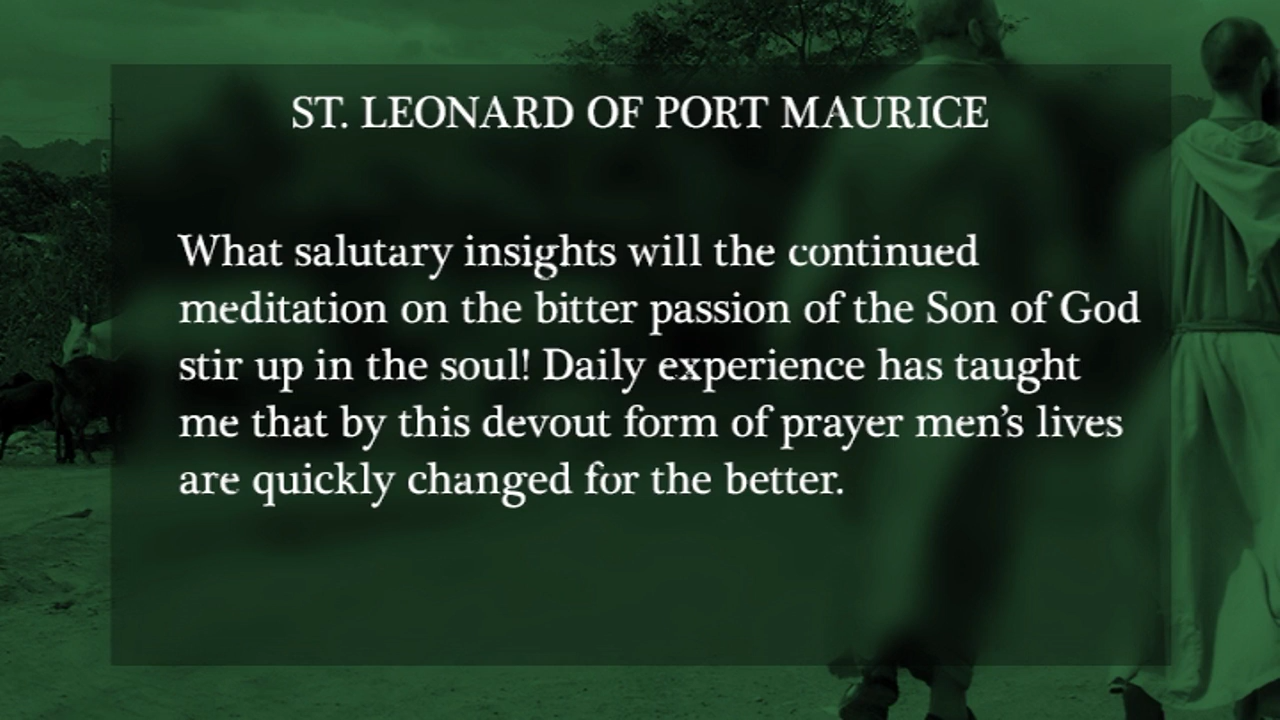 ST. LEONARD OF PORT MAURICE
What salutary insights will the continued
meditation on the bitter passion of the Son of God
stir up in the soul! Daily experience has taught
me that by this devout form of prayer men’s lives
are quickly changed for the better.